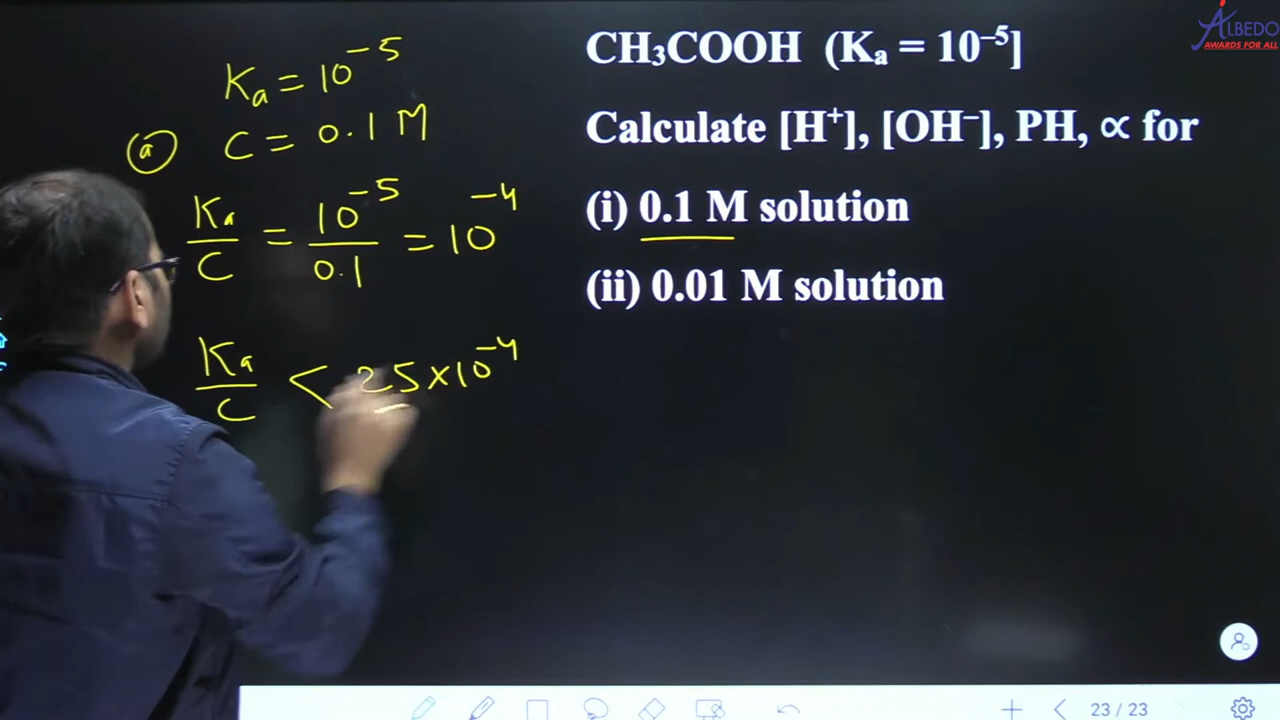 Kₐ = 10⁻⁵
(a) C = 0.1 M
Kₐ/C = 10⁻⁵/0.1 = 10⁻⁴
Kₐ/C < 25×10⁻⁴
CH₃COOH (Kₐ = 10⁻⁵]
Calculate [H⁺], [OH⁻], PH, ∝ for
(i) 0.1 M solution
(ii) 0.01 M solution
ALBEDO
AWARDS FOR ALL
23 / 23